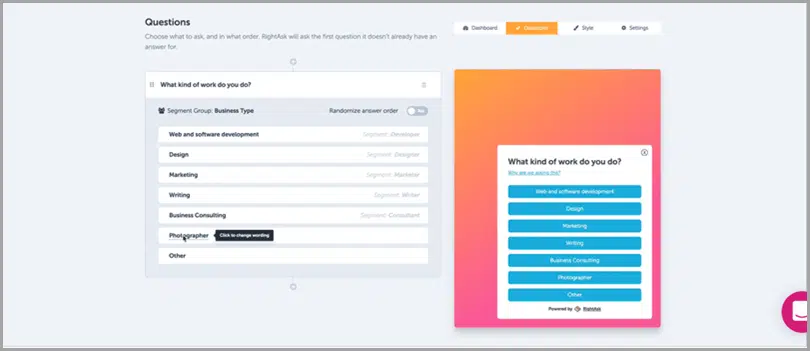 Questions
Choose what to ask, and in what order. RightAsk will ask the first question it doesn't already have an
answer for.
Dashboard
Questions
Style
Settings
What kind of work do you do?
Segment Group: Business Type
Randomize answer order
Web and software development
Segment: Developer
Design
Segment: Designer
Marketing
Segment: Marketer
Writing
Segment: Writer
Business Consulting
Segment: Consultant
Photographer
Click to change wording
Other
What kind of work do you do?
Why are we asking this?
Web and software development
Design
Marketing
Writing
Business Consulting
Photographer
Other
Powered by RightAsk